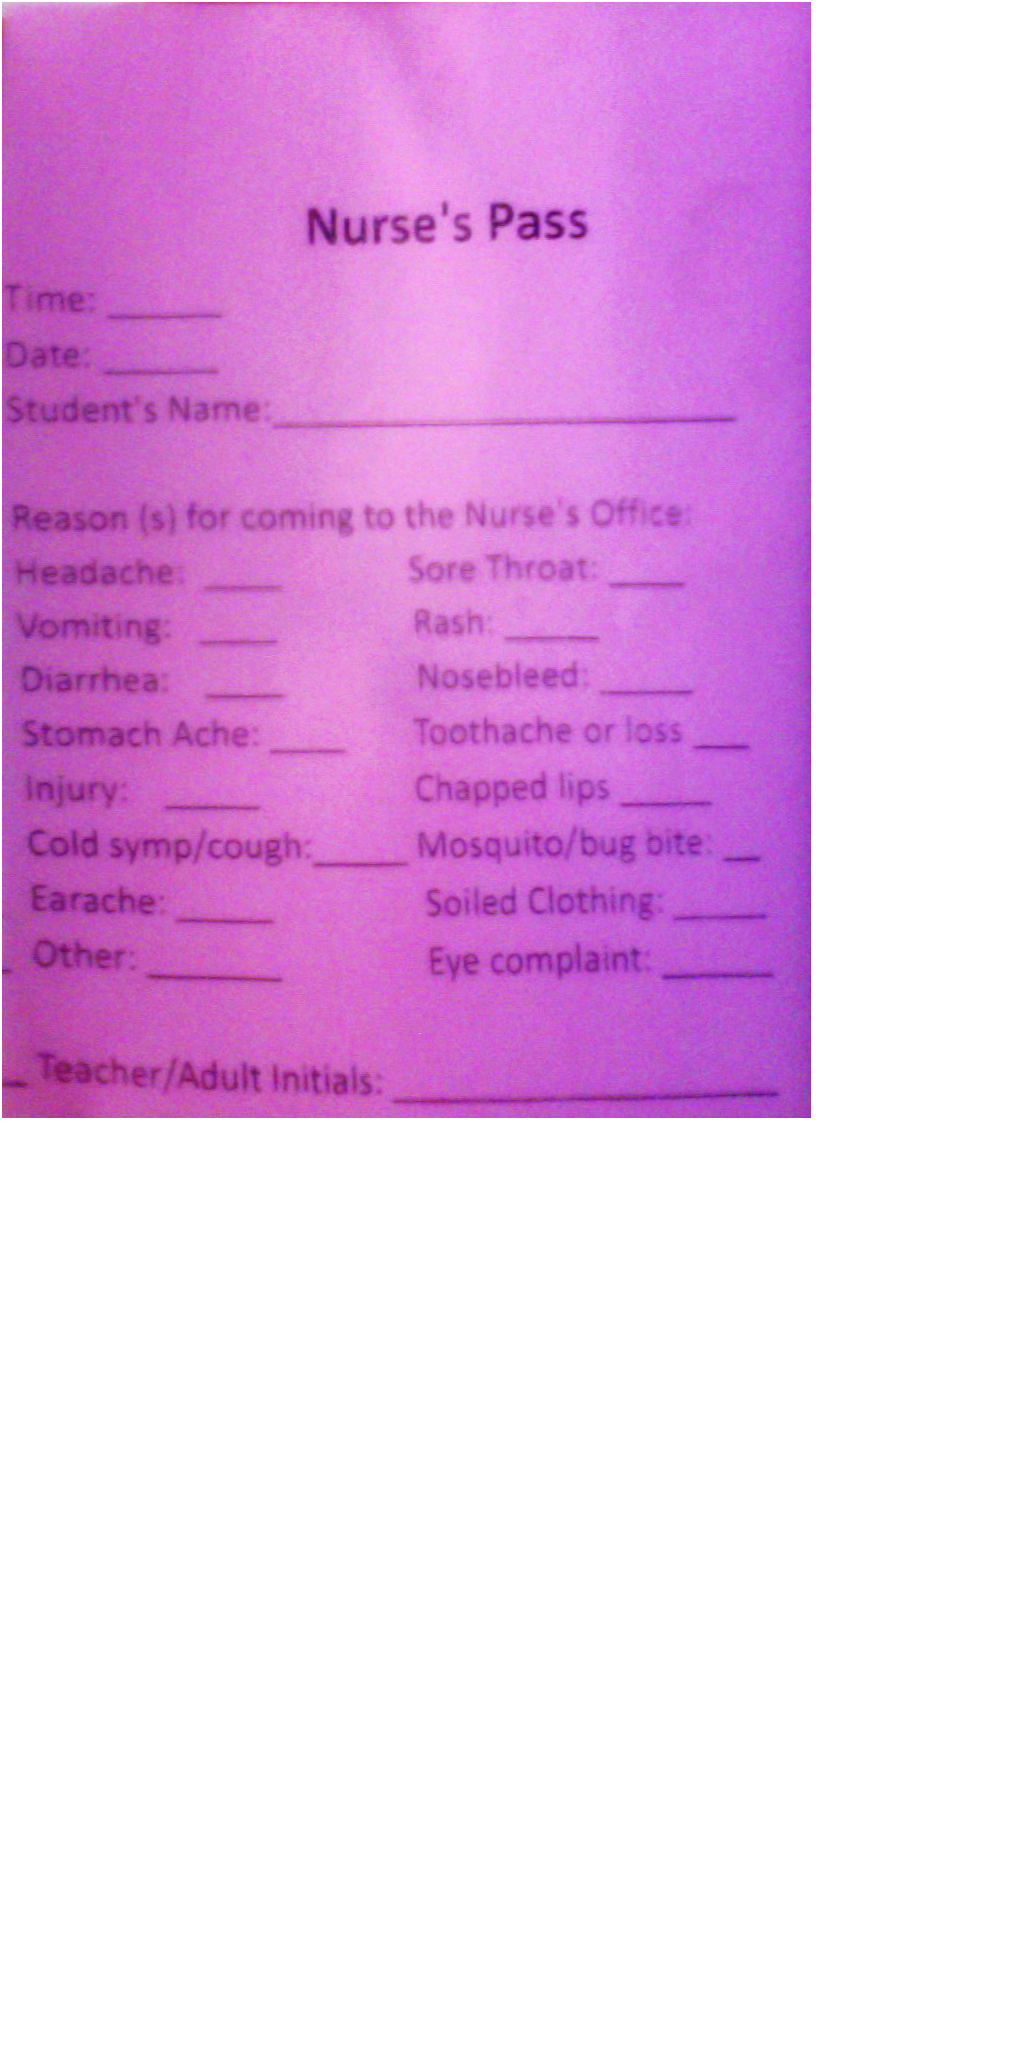 Nurse's Pass
Time: ______
Date: ______
Student's Name:________________________
Reason (s) for coming to the Nurse's Office:
Headache: ____ Sore Throat: ____
Vomiting: ____ Rash: _____
Diarrhea: ____ Nosebleed: _____
Stomach Ache: ____ Toothache or loss ___
Injury: _____ Chapped lips _____
Cold symp/cough:_____ Mosquito/bug bite: __
Earache: _____ Soiled Clothing: _____
Other: _______ Eye complaint: ______
Teacher/Adult Initials: ____________________